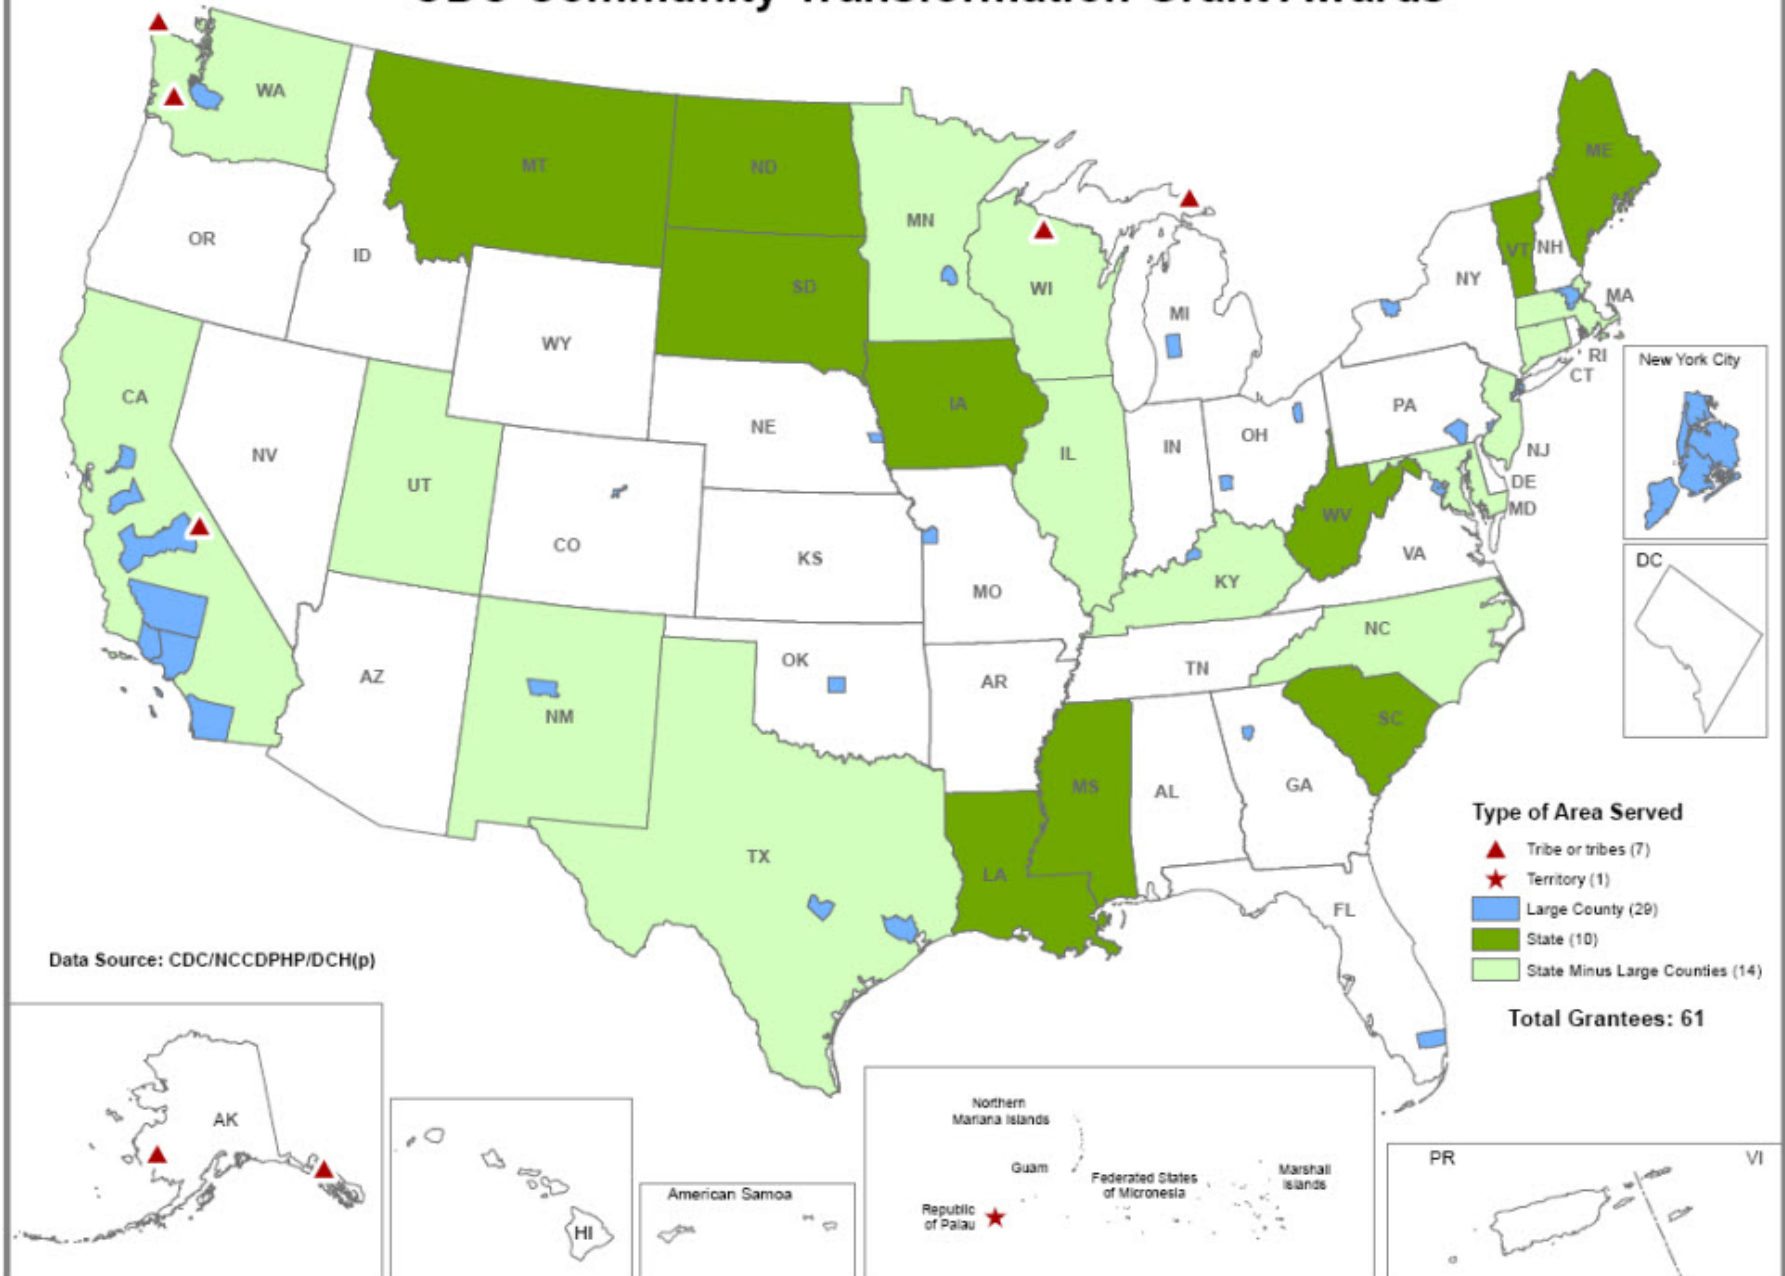 CDC Community Transformation Grant Awards
WA
MT
ND
ME
MN
VT
NH
OR
ID
SD
WI
NY
MA
MI
WY
RI
CT
New York City
CA
IA
PA
NE
OH
NV
IL
IN
NJ
UT
DE
MD
WV
CO
KS
VA
DC
MO
KY
NC
OK
TN
AZ
AR
NM
SC
MS
AL
GA
TX
LA
FL
Type of Area Served
Tribe or tribes (7)
Territory (1)
Large County (29)
State (10)
State Minus Large Counties (14)
Total Grantees: 61
Data Source: CDC/NCCDPHP/DCH(p)
AK
HI
American Samoa
Northern
Mariana Islands
Guam
Federated States
of Micronesia
Marshall
Islands
Republic
of Palau
PR
VI